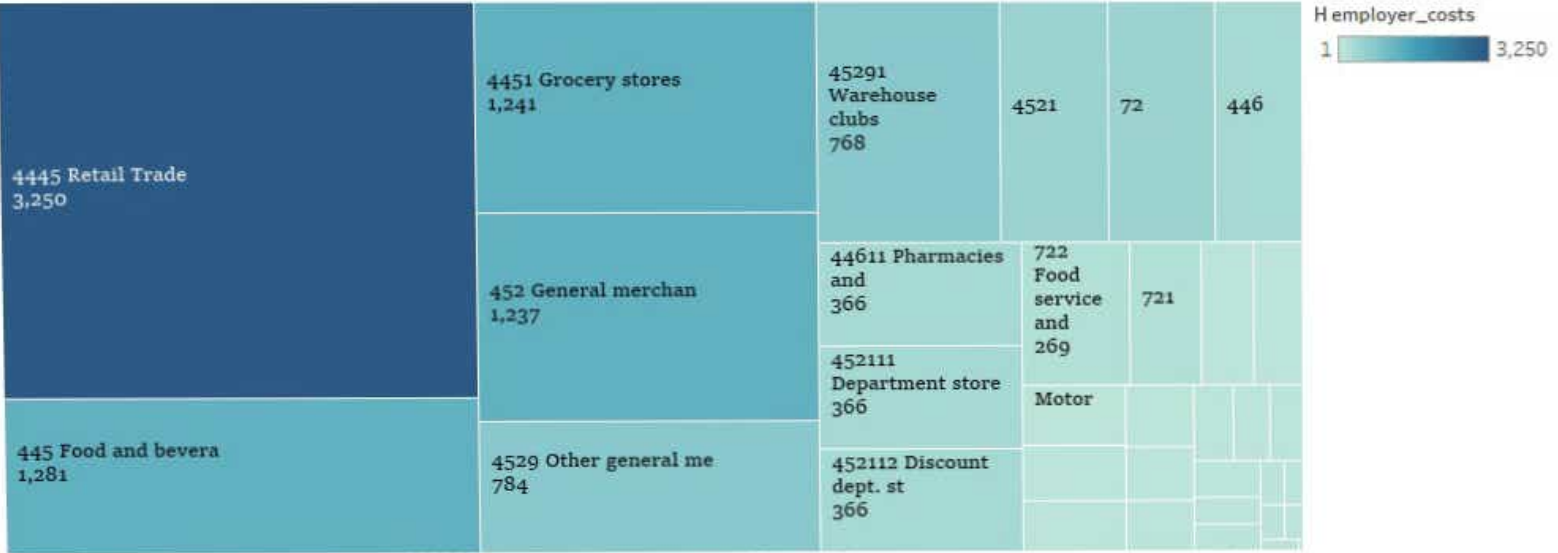 H employer_costs
1
3,250
4445 Retail Trade
3,250
445 Food and bevera
1,281
4451 Grocery stores
1,241
452 General merchan
1,237
4529 Other general me
784
45291
Warehouse
clubs
768
4521
72
446
44611 Pharmacies
and
366
452111
Department store
366
452112 Discount
dept. st
366
722
Food
service
and
269
721
Motor